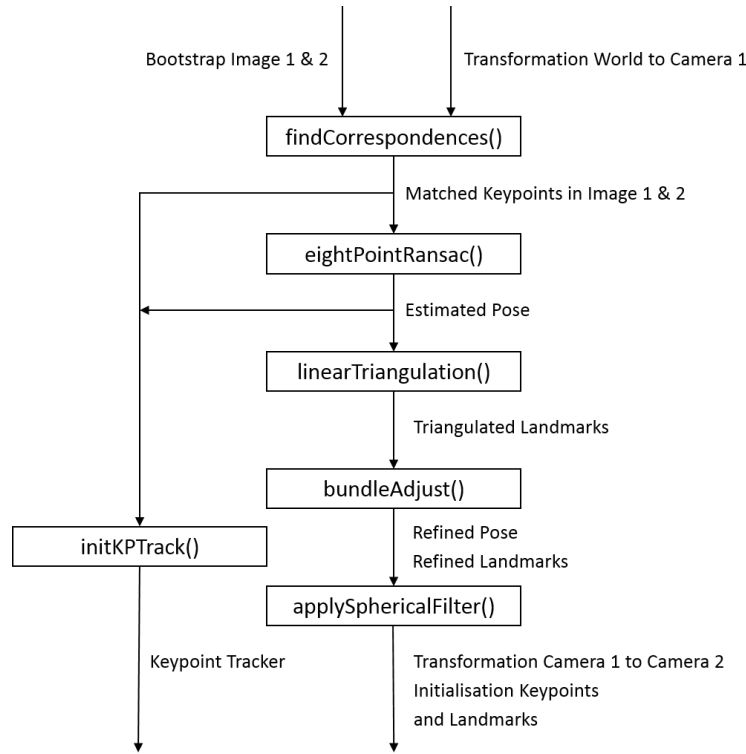 Bootstrap Image 1 & 2
Transformation World to Camera 1
findCorrespondences()
Matched Keypoints in Image 1 & 2
eightPointRansac()
Estimated Pose
linearTriangulation()
Triangulated Landmarks
bundleAdjust()
Refined Pose
Refined Landmarks
initKPTrack()
applySphericalFilter()
Keypoint Tracker
Transformation Camera 1 to Camera 2
Initialisation Keypoints
and Landmarks